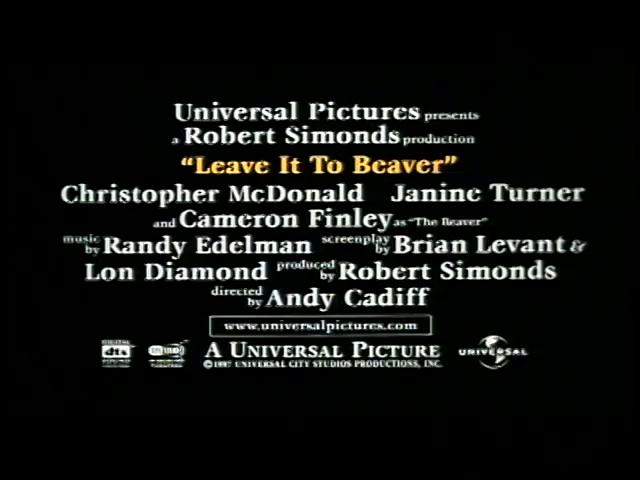 Universal Pictures presents
a Robert Simonds production
"Leave It To Beaver"
Christopher McDonald Janine Turner
and Cameron Finley as "The Beaver"
music by Randy Edelman screenplay by Brian Levant &
Lon Diamond produced by Robert Simonds
directed by Andy Cadiff
www.universalpictures.com
DIGITAL dts A UNIVERSAL PICTURE UNIVERSAL
©1997 UNIVERSAL CITY STUDIOS PRODUCTIONS, INC.